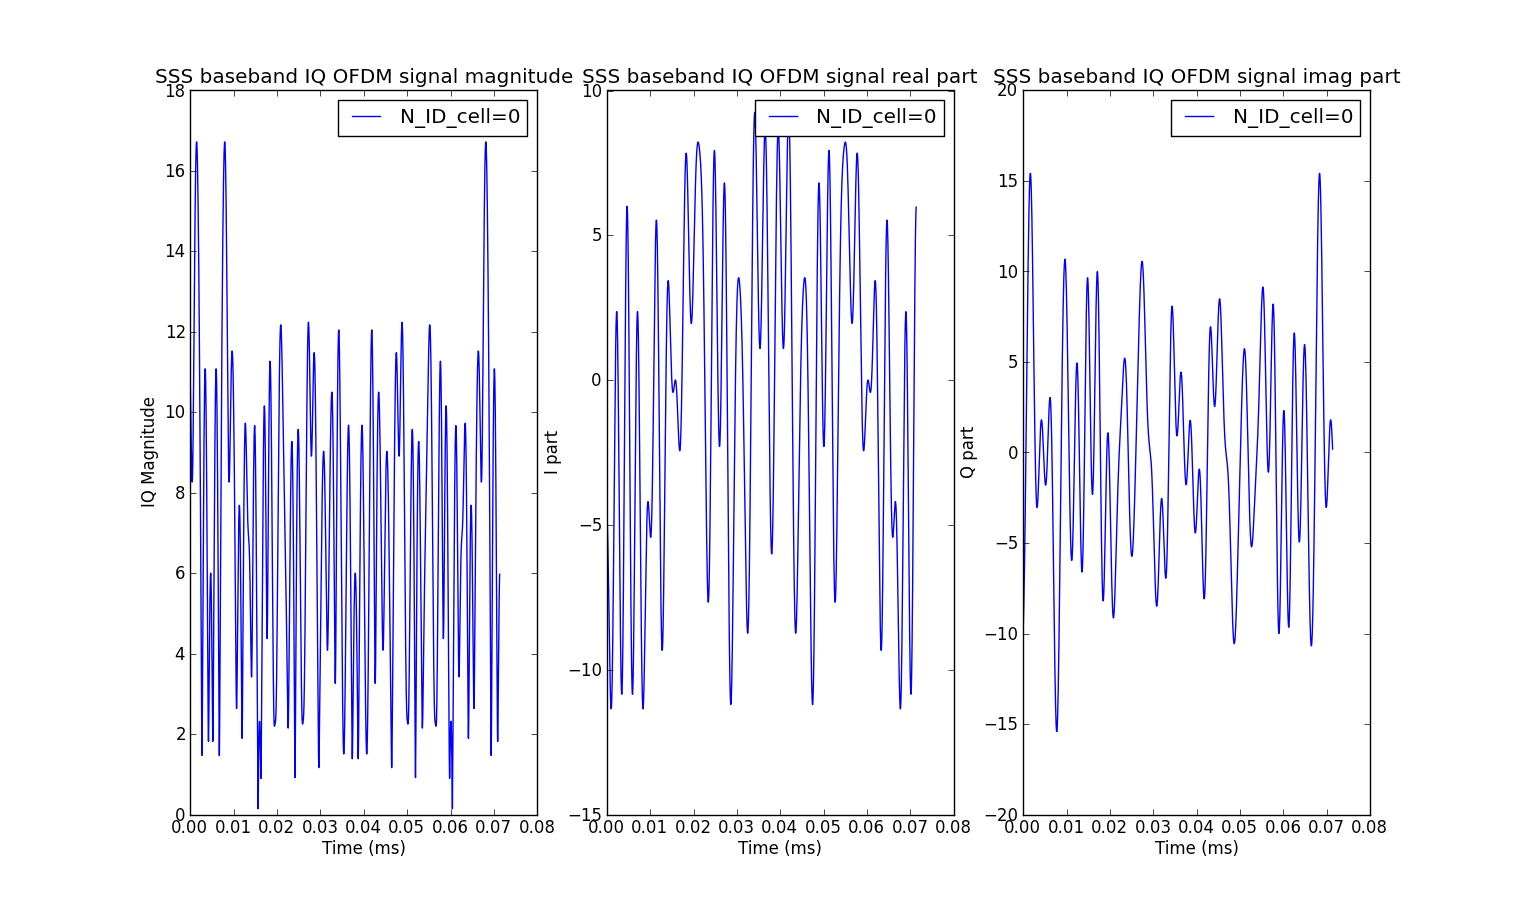 SSS baseband IQ OFDM signal magnitude
N_ID_cell=0
IQ Magnitude
18
16
14
12
10
8
6
4
2
0
0.00 0.01 0.02 0.03 0.04 0.05 0.06 0.07 0.08
Time (ms)
SSS baseband IQ OFDM signal real part
N_ID_cell=0
I part
10
5
0
−5
−10
−15
0.00 0.01 0.02 0.03 0.04 0.05 0.06 0.07 0.08
Time (ms)
SSS baseband IQ OFDM signal imag part
N_ID_cell=0
Q part
20
15
10
5
0
−5
−10
−15
−20
0.00 0.01 0.02 0.03 0.04 0.05 0.06 0.07 0.08
Time (ms)